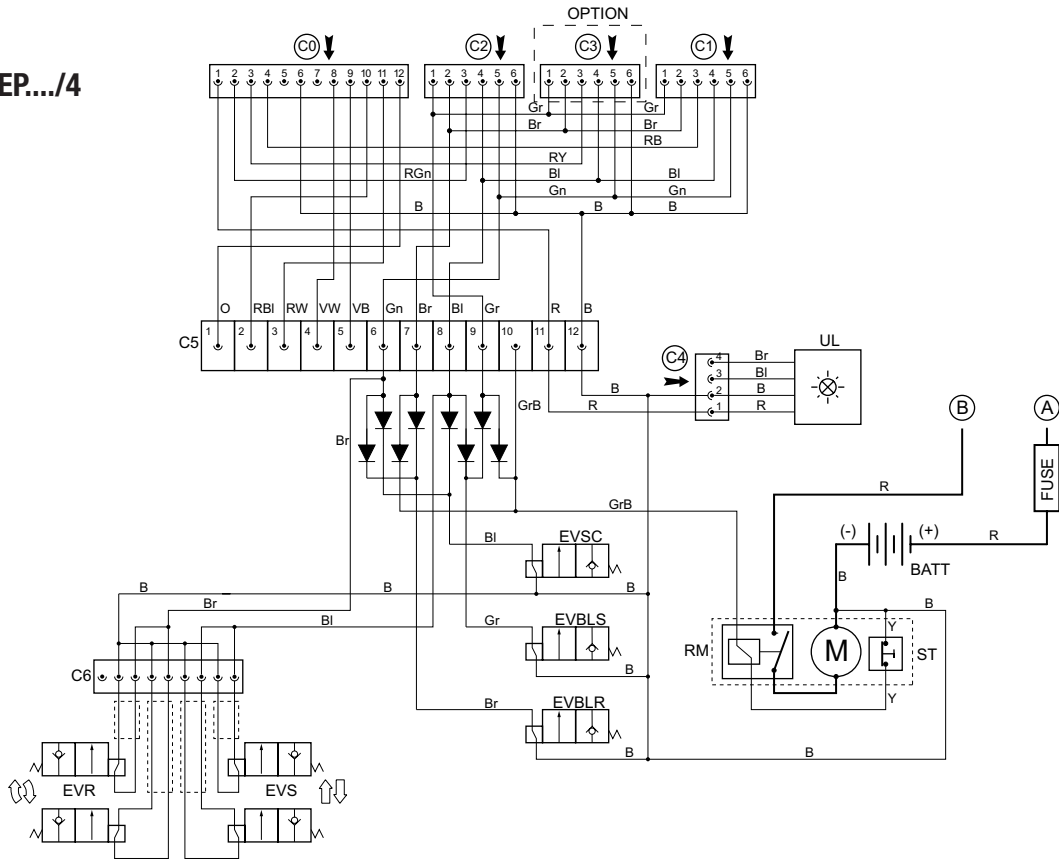 OPTION
C0 C2 C3 C1
EP..../4
1 2 3 4 5 6 7 8 9 10 11 12
1 2 3 4 5 6
1 2 3 4 5 6
1 2 3 4 5 6
Gr Gr
Br Br
RB
RY
RGn Bl Bl
Gn Gn
B B B
O RBl RW VW VB Gn Br Bl Gr R B
C5 1 2 3 4 5 6 7 8 9 10 11 12
UL
C4
4 Br
3 Bl
B 2 B
R 1 R
GrB
B A
Br
R
FUSE
GrB
(-) (+)
R
BATT
Bl EVSC
B
B B B
Br
Bl
Gr EVBLS
B
B
Y
RM M ST
Y
C6
B
Br EVBLR
B B
EVR EVS